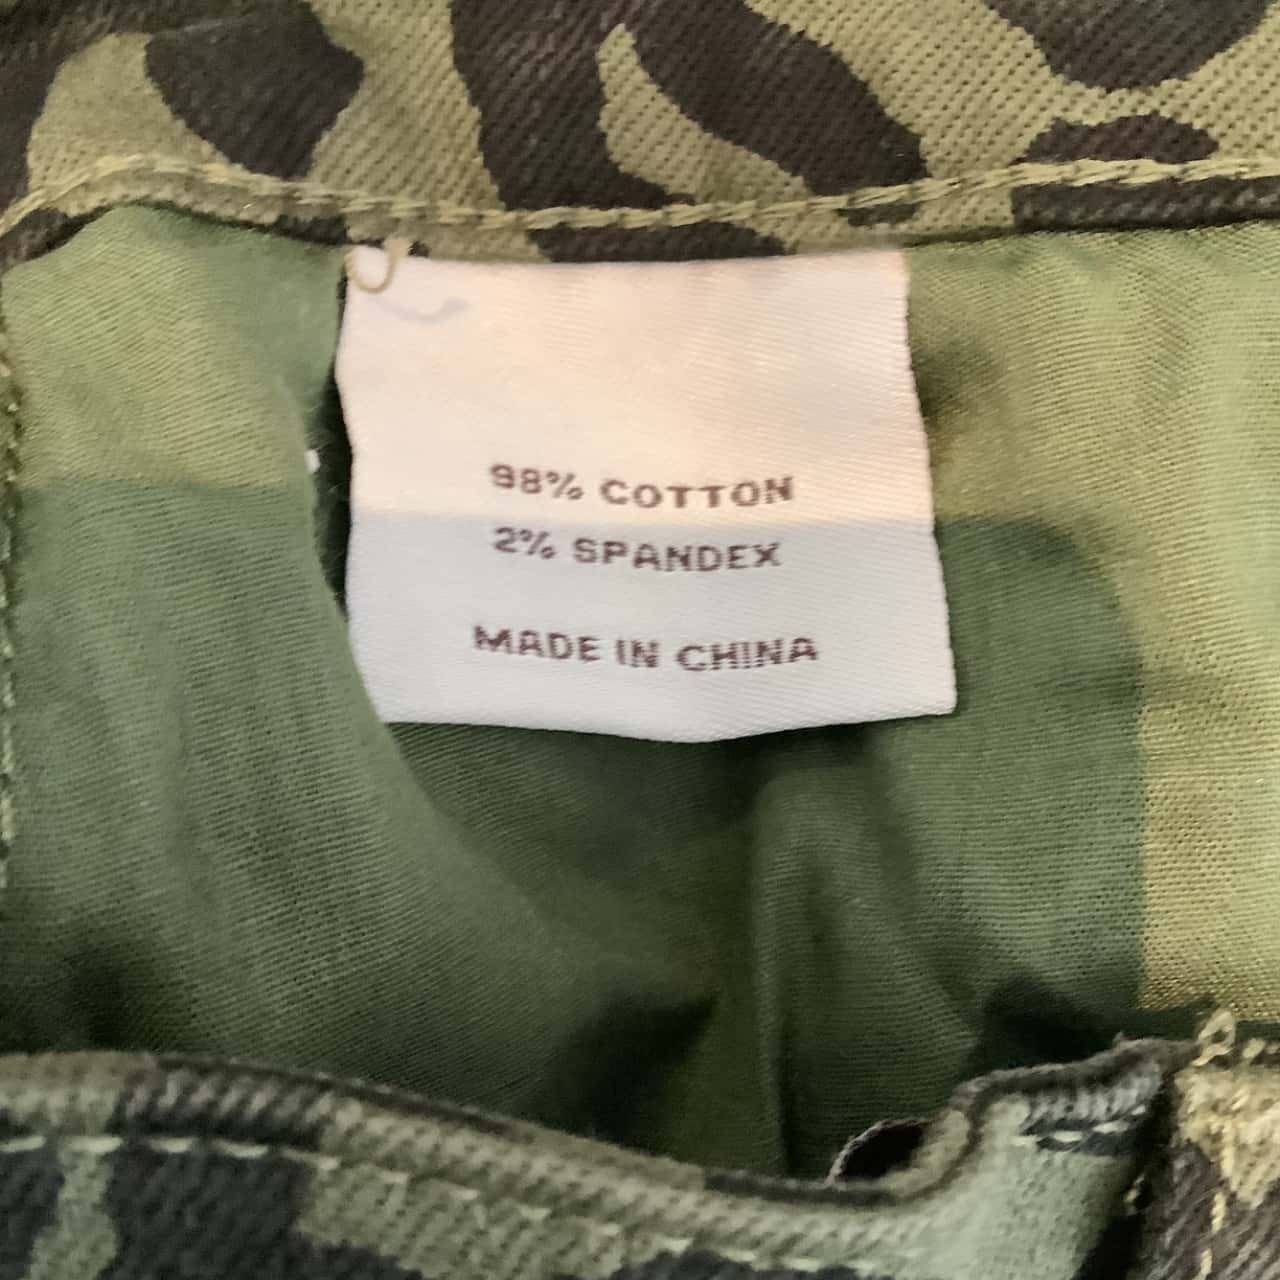 98% COTTON
2% SPANDEX
MADE IN CHINA